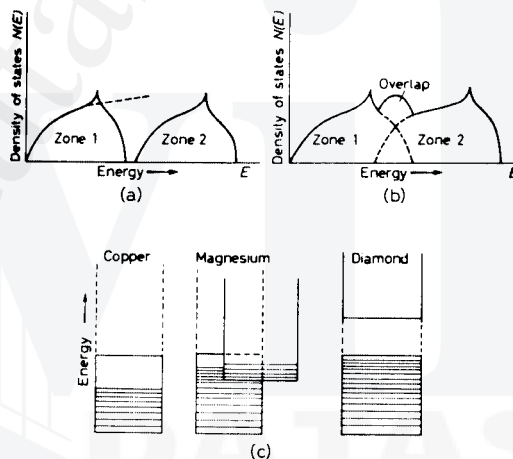 Density of states N(E)
Zone 1
Zone 2
Energy
E
(a)
Density of states N(E)
Overlap
Zone 1
Zone 2
Energy
E
(b)
Copper
Magnesium
Diamond
Energy
(c)